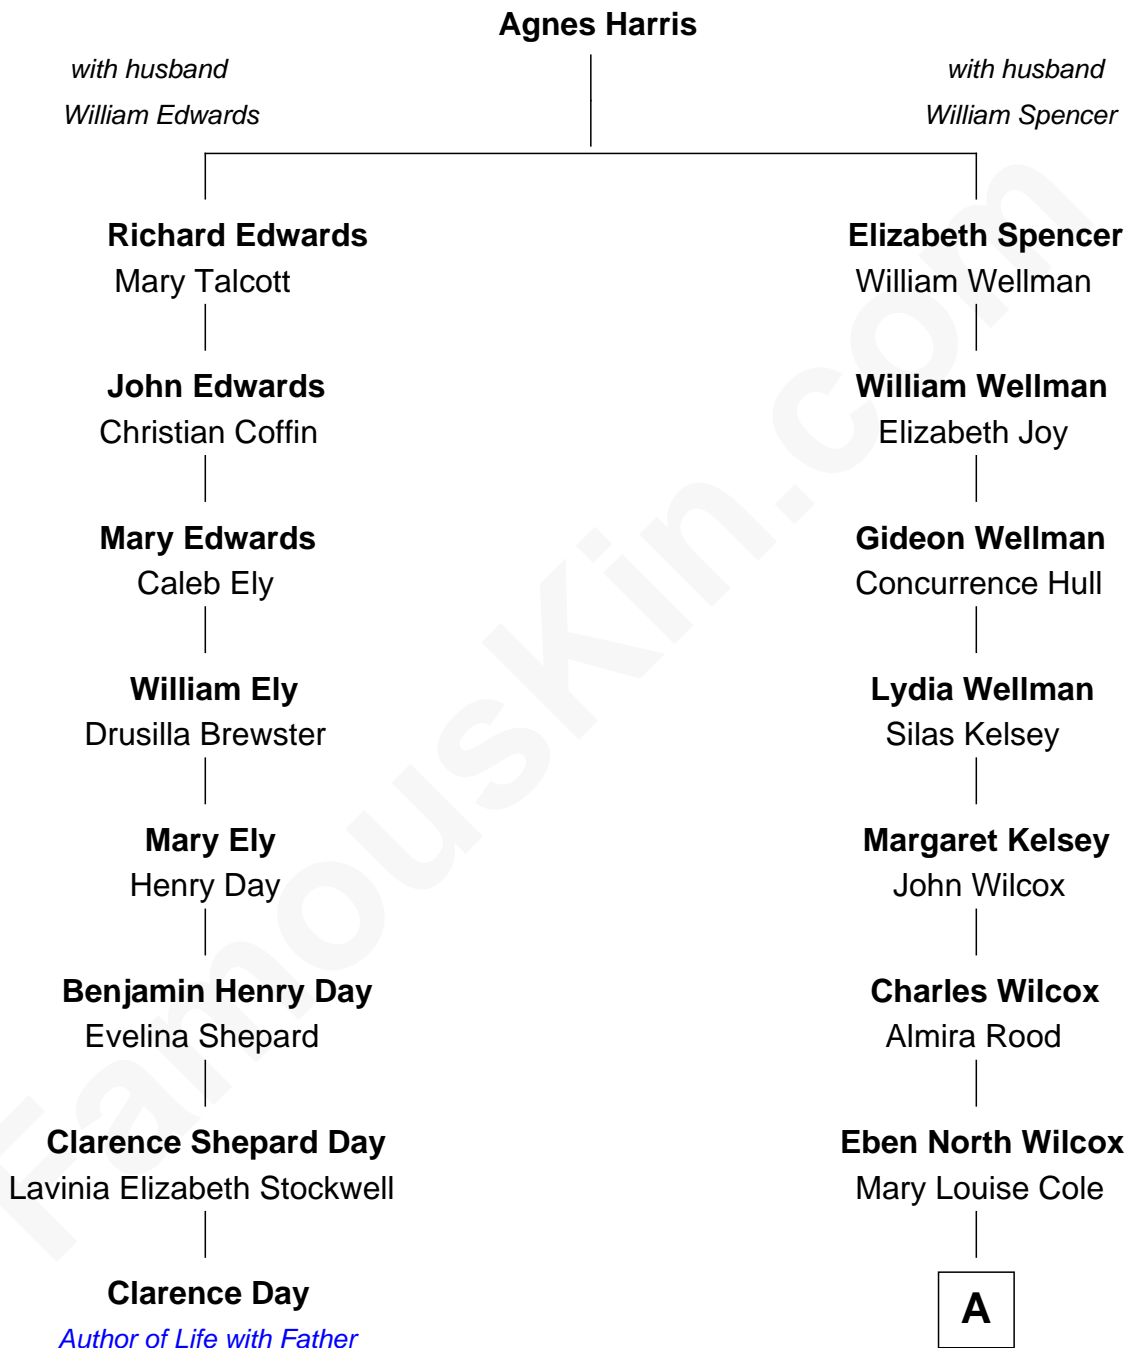 Agnes Harris
with husband
William Edwards
with husband
William Spencer
Richard Edwards
Mary Talcott
Elizabeth Spencer
William Wellman
John Edwards
Christian Coffin
William Wellman
Elizabeth Joy
Mary Edwards
Caleb Ely
Gideon Wellman
Concurrence Hull
William Ely
Drusilla Brewster
Lydia Wellman
Silas Kelsey
Mary Ely
Henry Day
Margaret Kelsey
John Wilcox
Benjamin Henry Day
Evelina Shepard
Charles Wilcox
Almira Rood
Clarence Shepard Day
Lavinia Elizabeth Stockwell
Eben North Wilcox
Mary Louise Cole
Clarence Day
Author of Life with Father
A
FamousKin.com